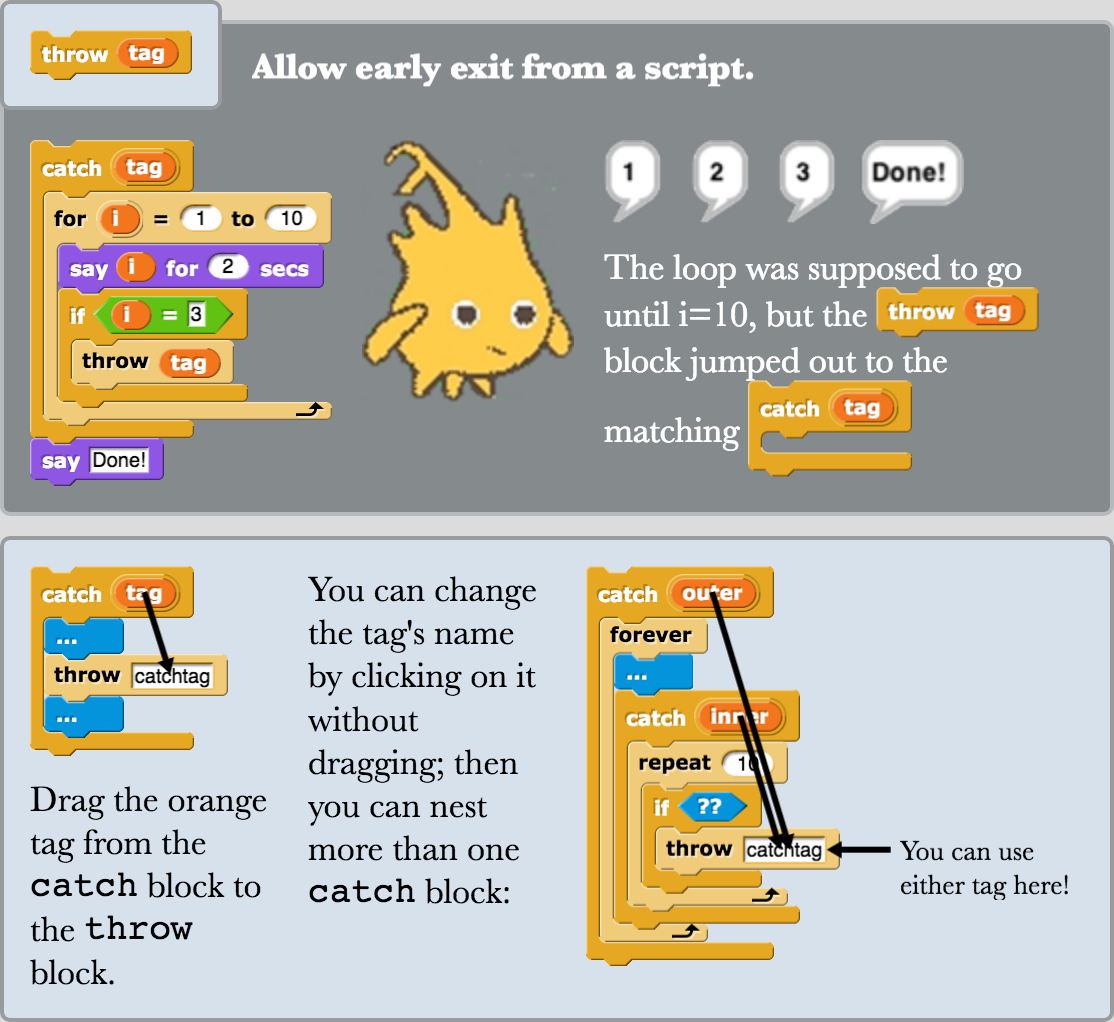 throw tag
Allow early exit from a script.
catch tag
for i = 1 to 10
say i for 2 secs
if i = 3
throw tag
say Done!
1 2 3 Done!
The loop was supposed to go
until i=10, but the throw tag
block jumped out to the
matching catch tag
catch tag
...
throw catchtag
...
Drag the orange
tag from the
catch block to
the throw
block.
You can change
the tag's name
by clicking on it
without
dragging; then
you can nest
more than one
catch block:
catch outer
forever
...
catch inner
repeat 10
if ??
throw catchtag
You can use
either tag here!